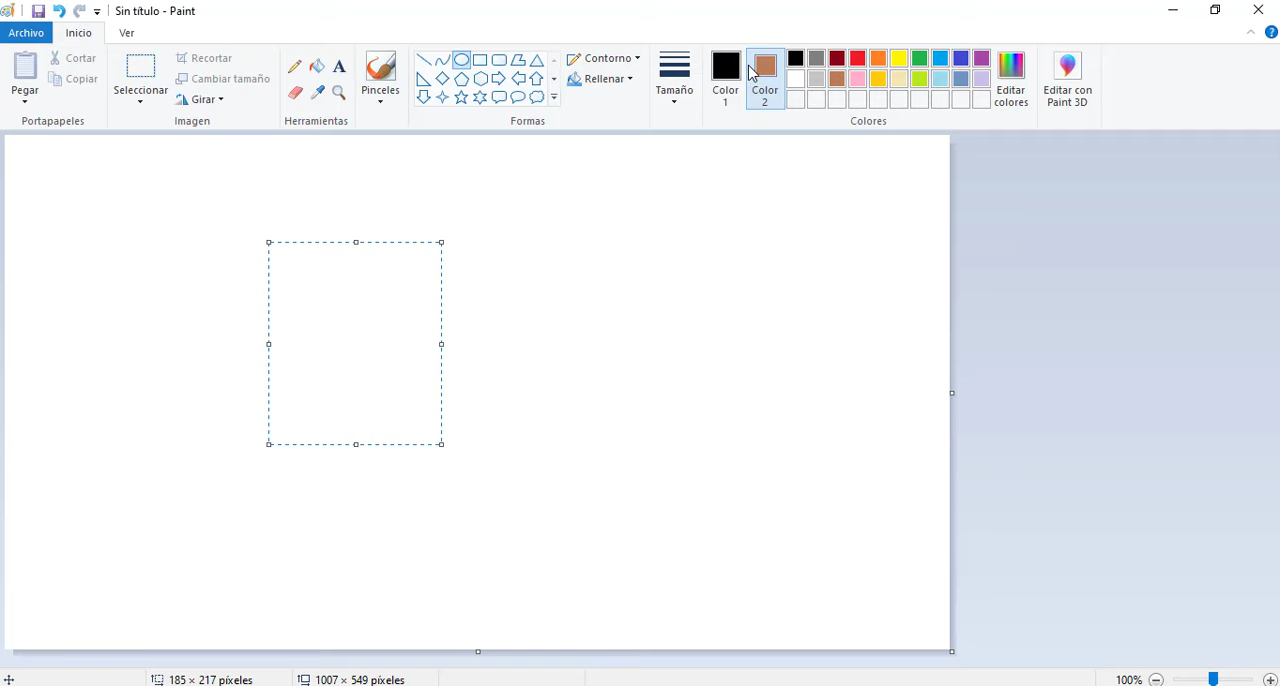 Sin título - Paint
Archivo Inicio Ver
Pegar
Cortar
Copiar
Portapapeles
Seleccionar
Recortar
Cambiar tamaño
Girar
Imagen
A
Herramientas
Pinceles
Contorno
Rellenar
Formas
Tamaño
Color
1
Color
2
Editar
colores
Colores
Editar con
Paint 3D
?
185 × 217 píxeles
1007 × 549 píxeles
100%